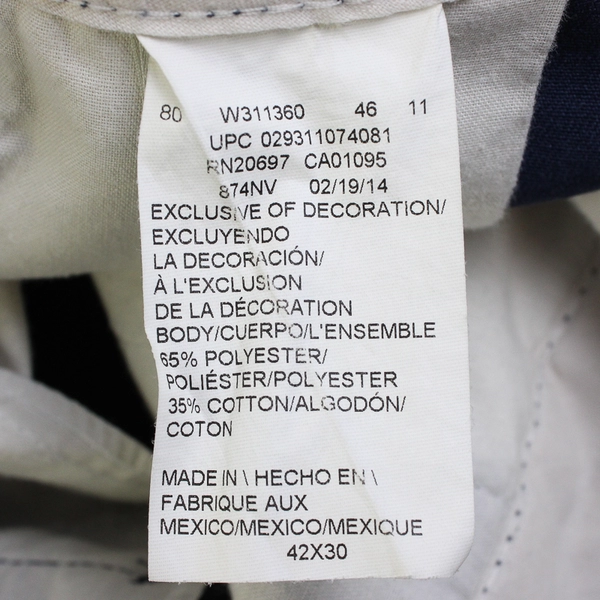 80 W311360 46 11
UPC 029311074081
RN20697 CA01095
874NV 02/19/14
EXCLUSIVE OF DECORATION/
EXCLUYENDO
LA DECORACIÓN/
À L'EXCLUSION
DE LA DÉCORATION
BODY/CUERPO/L'ENSEMBLE
65% POLYESTER/
POLIÉSTER/POLYESTER
35% COTTON/ALGODÓN/
COTON
MADE IN \ HECHO EN \
FABRIQUE AUX
MEXICO/MEXICO/MEXIQUE
42X30